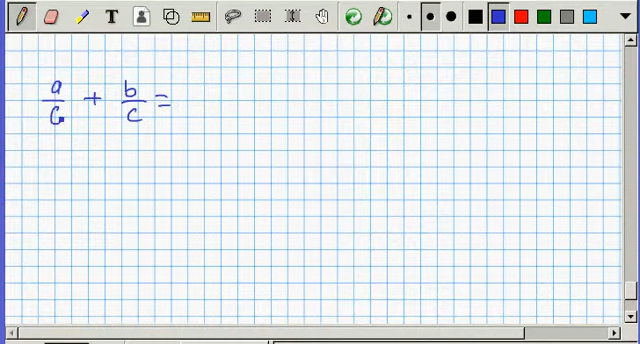 a/c + b/c =